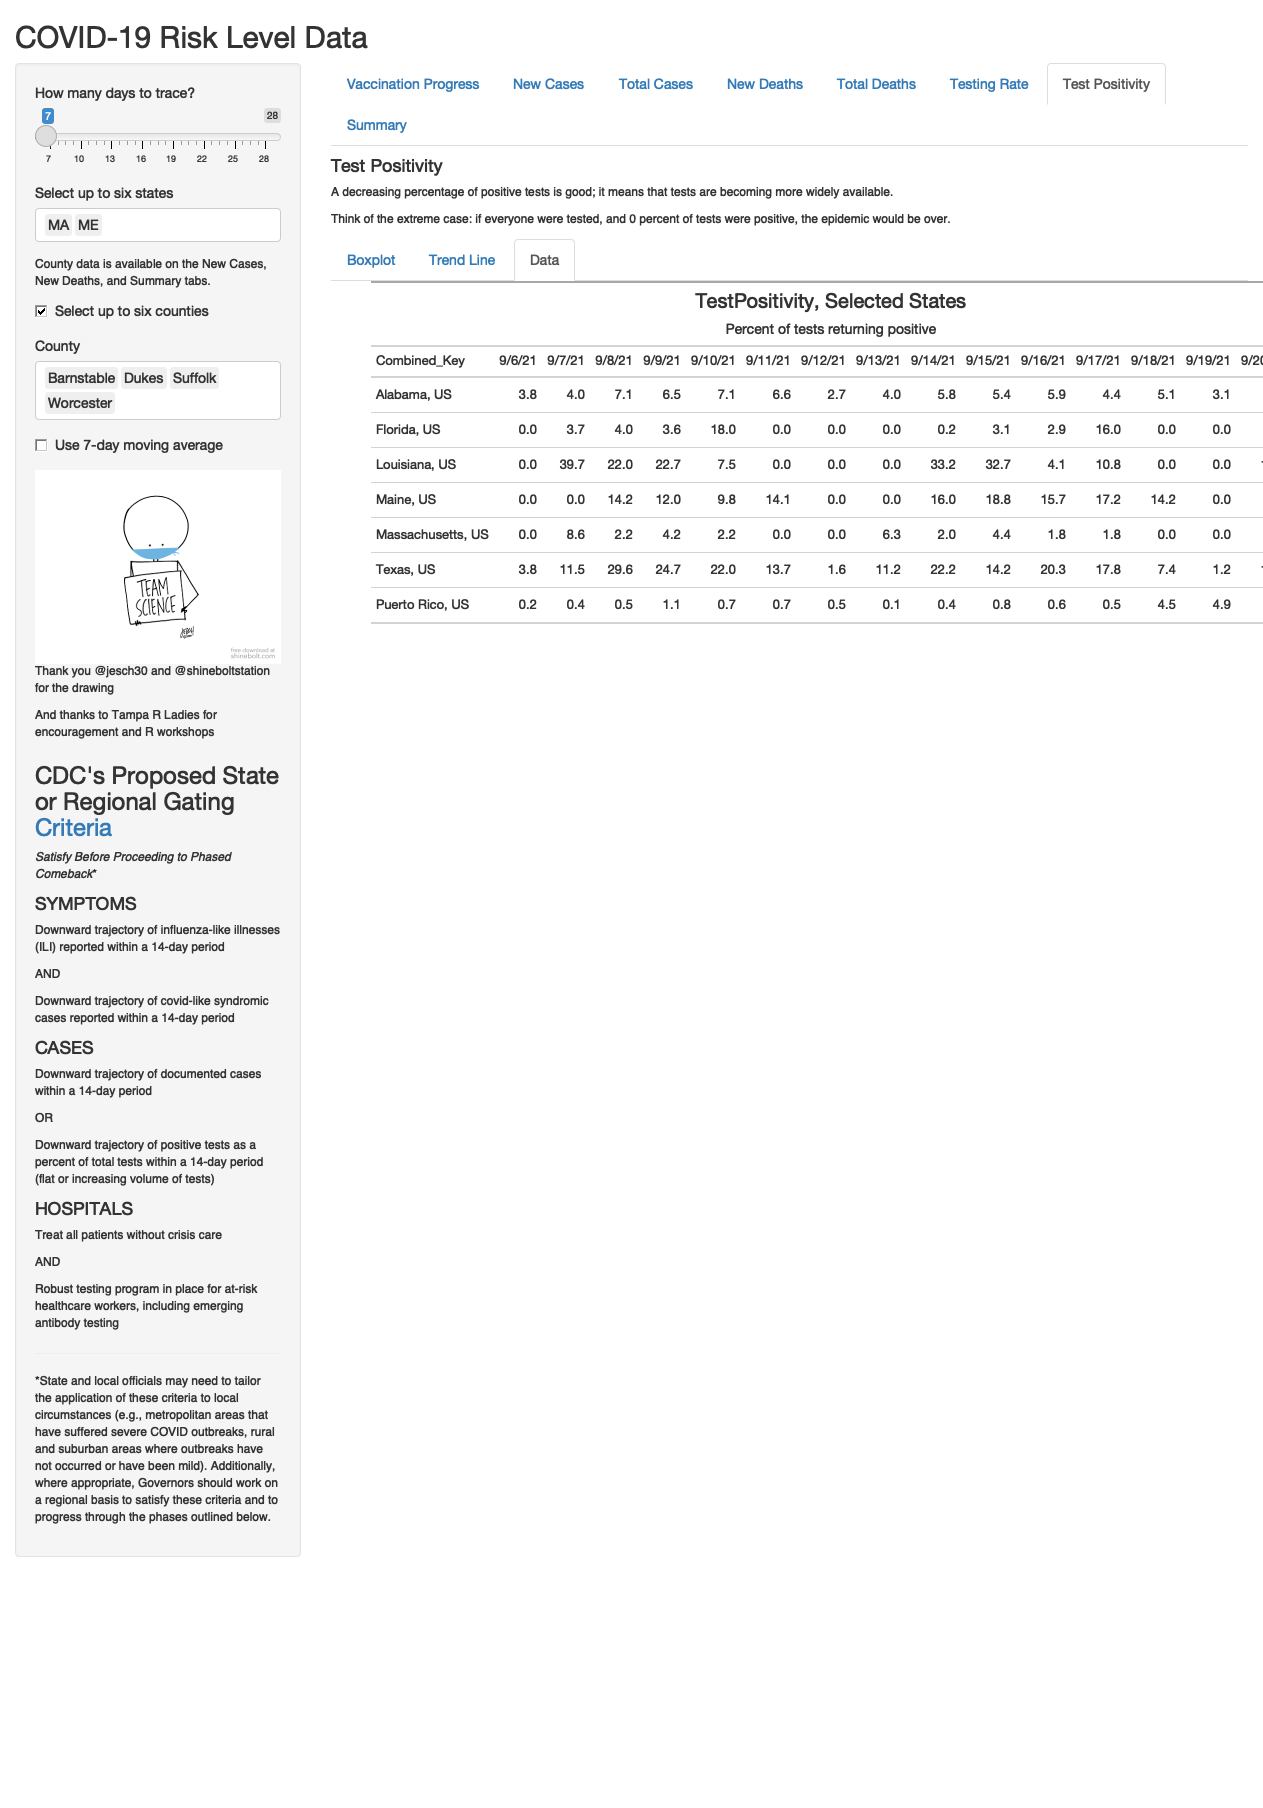 COVID-19 Risk Level Data
How many days to trace?
7
28
7 10 13 16 19 22 25 28
Select up to six states
MA ME
County data is available on the New Cases,
New Deaths, and Summary tabs.
Select up to six counties
County
Barnstable Dukes Suffolk
Worcester
Use 7-day moving average
TEAM
SCIENCE
free download at
shinebolt.com
Thank you @jesch30 and @shineboltstation
for the drawing
And thanks to Tampa R Ladies for
encouragement and R workshops
CDC's Proposed State
or Regional Gating
Criteria
Satisfy Before Proceeding to Phased
Comeback*
SYMPTOMS
Downward trajectory of influenza-like illnesses
(ILI) reported within a 14-day period
AND
Downward trajectory of covid-like syndromic
cases reported within a 14-day period
CASES
Downward trajectory of documented cases
within a 14-day period
OR
Downward trajectory of positive tests as a
percent of total tests within a 14-day period
(flat or increasing volume of tests)
HOSPITALS
Treat all patients without crisis care
AND
Robust testing program in place for at-risk
healthcare workers, including emerging
antibody testing
*State and local officials may need to tailor
the application of these criteria to local
circumstances (e.g., metropolitan areas that
have suffered severe COVID outbreaks, rural
and suburban areas where outbreaks have
not occurred or have been mild). Additionally,
where appropriate, Governors should work on
a regional basis to satisfy these criteria and to
progress through the phases outlined below.
Vaccination Progress New Cases Total Cases New Deaths Total Deaths Testing Rate Test Positivity
Summary
Test Positivity
A decreasing percentage of positive tests is good; it means that tests are becoming more widely available.
Think of the extreme case: if everyone were tested, and 0 percent of tests were positive, the epidemic would be over.
Boxplot Trend Line Data
TestPositivity, Selected States
Percent of tests returning positive
Combined_Key 9/6/21 9/7/21 9/8/21 9/9/21 9/10/21 9/11/21 9/12/21 9/13/21 9/14/21 9/15/21 9/16/21 9/17/21 9/18/21 9/19/21 9/20
Alabama, US 3.8 4.0 7.1 6.5 7.1 6.6 2.7 4.0 5.8 5.4 5.9 4.4 5.1 3.1
Florida, US 0.0 3.7 4.0 3.6 18.0 0.0 0.0 0.0 0.2 3.1 2.9 16.0 0.0 0.0
Louisiana, US 0.0 39.7 22.0 22.7 7.5 0.0 0.0 0.0 33.2 32.7 4.1 10.8 0.0 0.0
Maine, US 0.0 0.0 14.2 12.0 9.8 14.1 0.0 0.0 16.0 18.8 15.7 17.2 14.2 0.0
Massachusetts, US 0.0 8.6 2.2 4.2 2.2 0.0 0.0 6.3 2.0 4.4 1.8 1.8 0.0 0.0
Texas, US 3.8 11.5 29.6 24.7 22.0 13.7 1.6 11.2 22.2 14.2 20.3 17.8 7.4 1.2
Puerto Rico, US 0.2 0.4 0.5 1.1 0.7 0.7 0.5 0.1 0.4 0.8 0.6 0.5 4.5 4.9